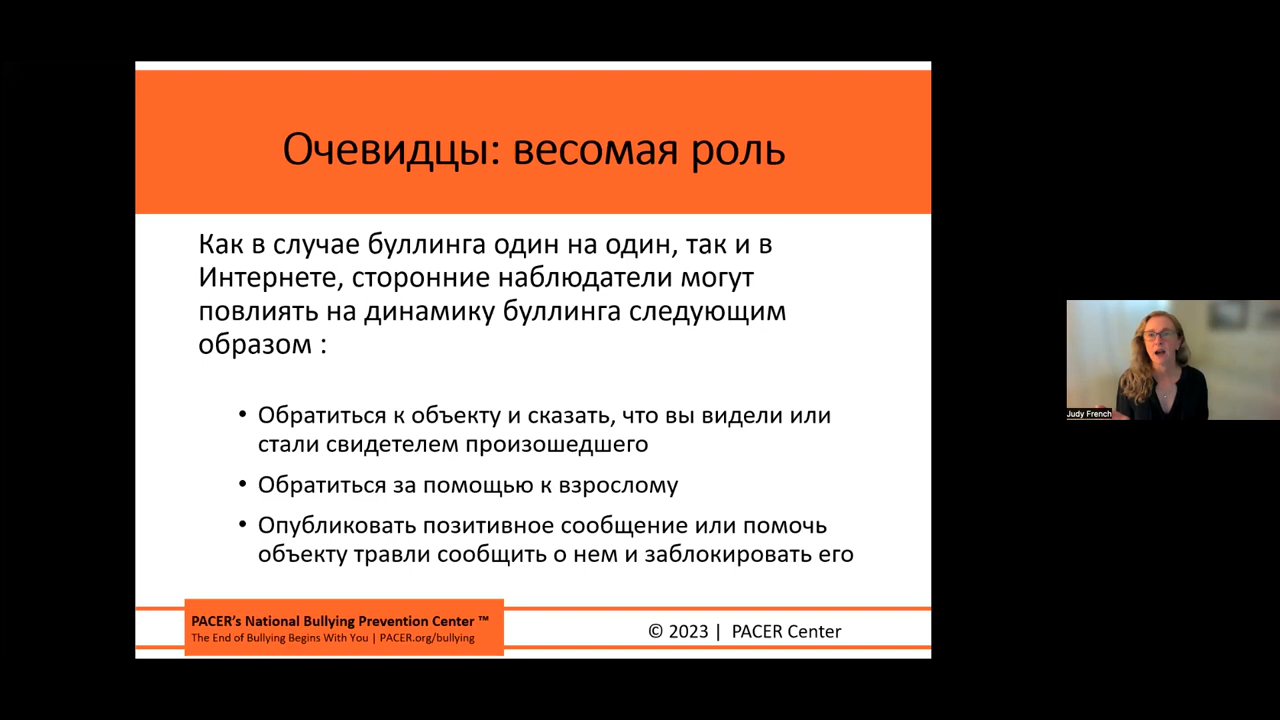 Очевидцы: весомая роль
Как в случае буллинга один на один, так и в
Интернете, сторонние наблюдатели могут
повлиять на динамику буллинга следующим
образом :
• Обратиться к объекту и сказать, что вы видели или
стали свидетелем произошедшего
• Обратиться за помощью к взрослому
• Опубликовать позитивное сообщение или помочь
объекту травли сообщить о нем и заблокировать его
PACER’s National Bullying Prevention Center ™
The End of Bullying Begins With You | PACER.org/bullying
© 2023 | PACER Center
Judy French